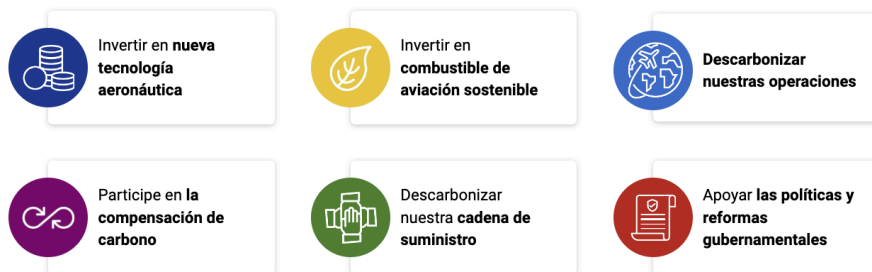 Invertir en nueva
tecnología
aeronáutica
Invertir en
combustible de
aviación sostenible
Descarbonizar
nuestras operaciones
Participe en la
compensación de
carbono
Descarbonizar
nuestra cadena de
suministro
Apoyar las políticas y
reformas
gubernamentales